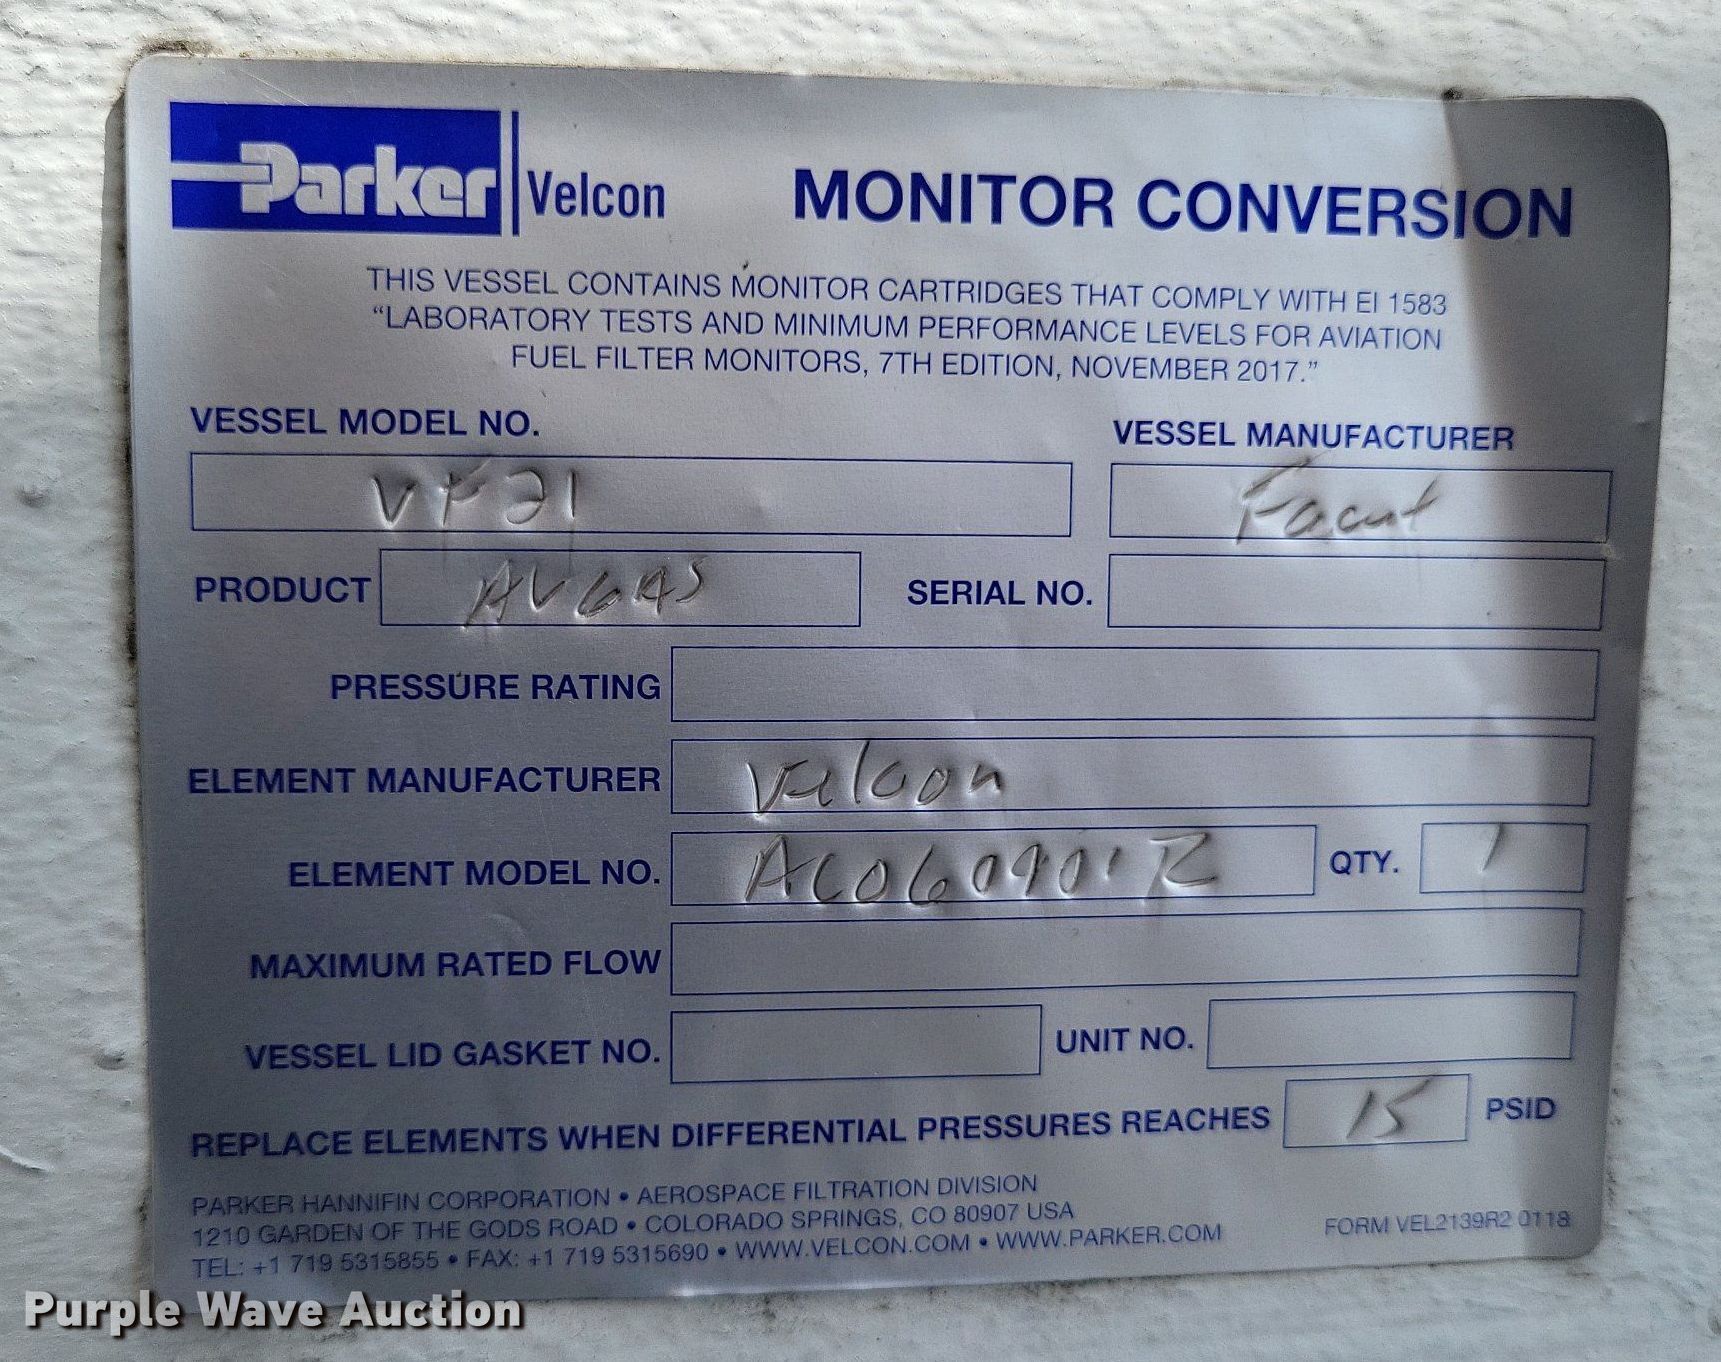 Parker Velcon MONITOR CONVERSION
THIS VESSEL CONTAINS MONITOR CARTRIDGES THAT COMPLY WITH EI 1583
“LABORATORY TESTS AND MINIMUM PERFORMANCE LEVELS FOR AVIATION
FUEL FILTER MONITORS, 7TH EDITION, NOVEMBER 2017.”
VESSEL MODEL NO. VESSEL MANUFACTURER
VF21
PRODUCT AVGAS SERIAL NO.
PRESSURE RATING
ELEMENT MANUFACTURER Velcon
ELEMENT MODEL NO. ACO60901R QTY. 1
MAXIMUM RATED FLOW
VESSEL LID GASKET NO. UNIT NO.
REPLACE ELEMENTS WHEN DIFFERENTIAL PRESSURES REACHES 15 PSID
PARKER HANNIFIN CORPORATION • AEROSPACE FILTRATION DIVISION
1210 GARDEN OF THE GODS ROAD • COLORADO SPRINGS, CO 80907 USA
TEL: +1 719 5315855 • FAX: +1 719 5315690 • WWW.VELCON.COM • WWW.PARKER.COM
FORM VEL2139R2 0118
Purple Wave Auction